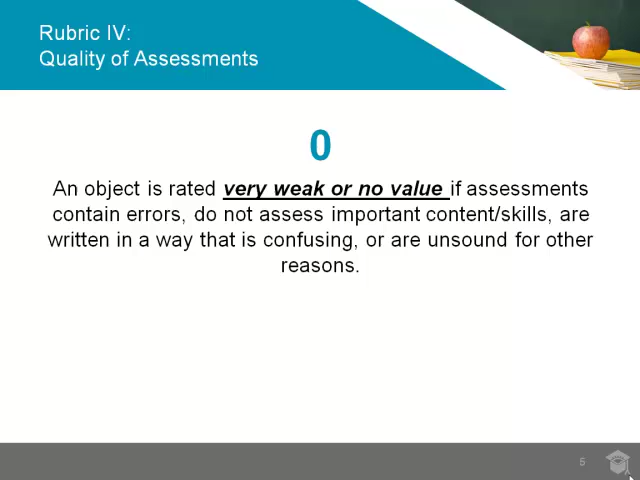 Rubric IV:
Quality of Assessments
0
An object is rated very weak or no value if assessments
contain errors, do not assess important content/skills, are
written in a way that is confusing, or are unsound for other
reasons.
5